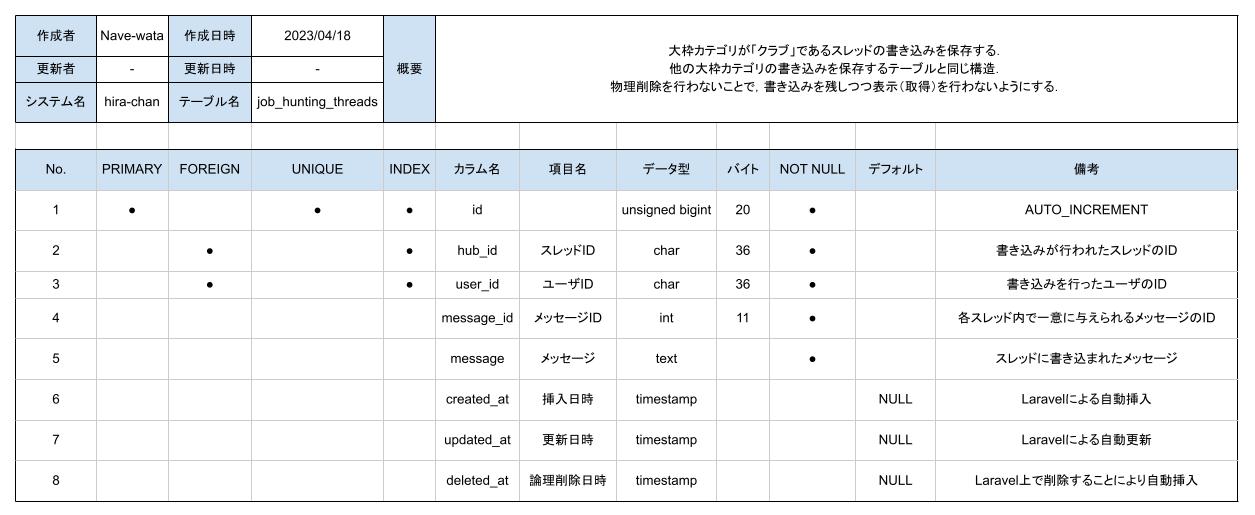 作成者 Nave-wata 作成日時 2023/04/18 概要 大枠カテゴリが「クラブ」であるスレッドの書き込みを保存する.
他の大枠カテゴリの書き込みを保存するテーブルと同じ構造.
物理削除を行わないことで, 書き込みを残しつつ表示（取得）を行わないようにする.
更新者 - 更新日時 -
システム名 hira-chan テーブル名 job_hunting_threads
No. PRIMARY FOREIGN UNIQUE INDEX カラム名 項目名 データ型 バイト NOT NULL デフォルト 備考
1 ● ● ● id unsigned bigint 20 ● AUTO_INCREMENT
2 ● ● hub_id スレッドID char 36 ● 書き込みが行われたスレッドのID
3 ● ● user_id ユーザID char 36 ● 書き込みを行ったユーザのID
4 message_id メッセージID int 11 ● 各スレッド内で一意に与えられるメッセージのID
5 message メッセージ text ● スレッドに書き込まれたメッセージ
6 created_at 挿入日時 timestamp NULL Laravelによる自動挿入
7 updated_at 更新日時 timestamp NULL Laravelによる自動更新
8 deleted_at 論理削除日時 timestamp NULL Laravel上で削除することにより自動挿入